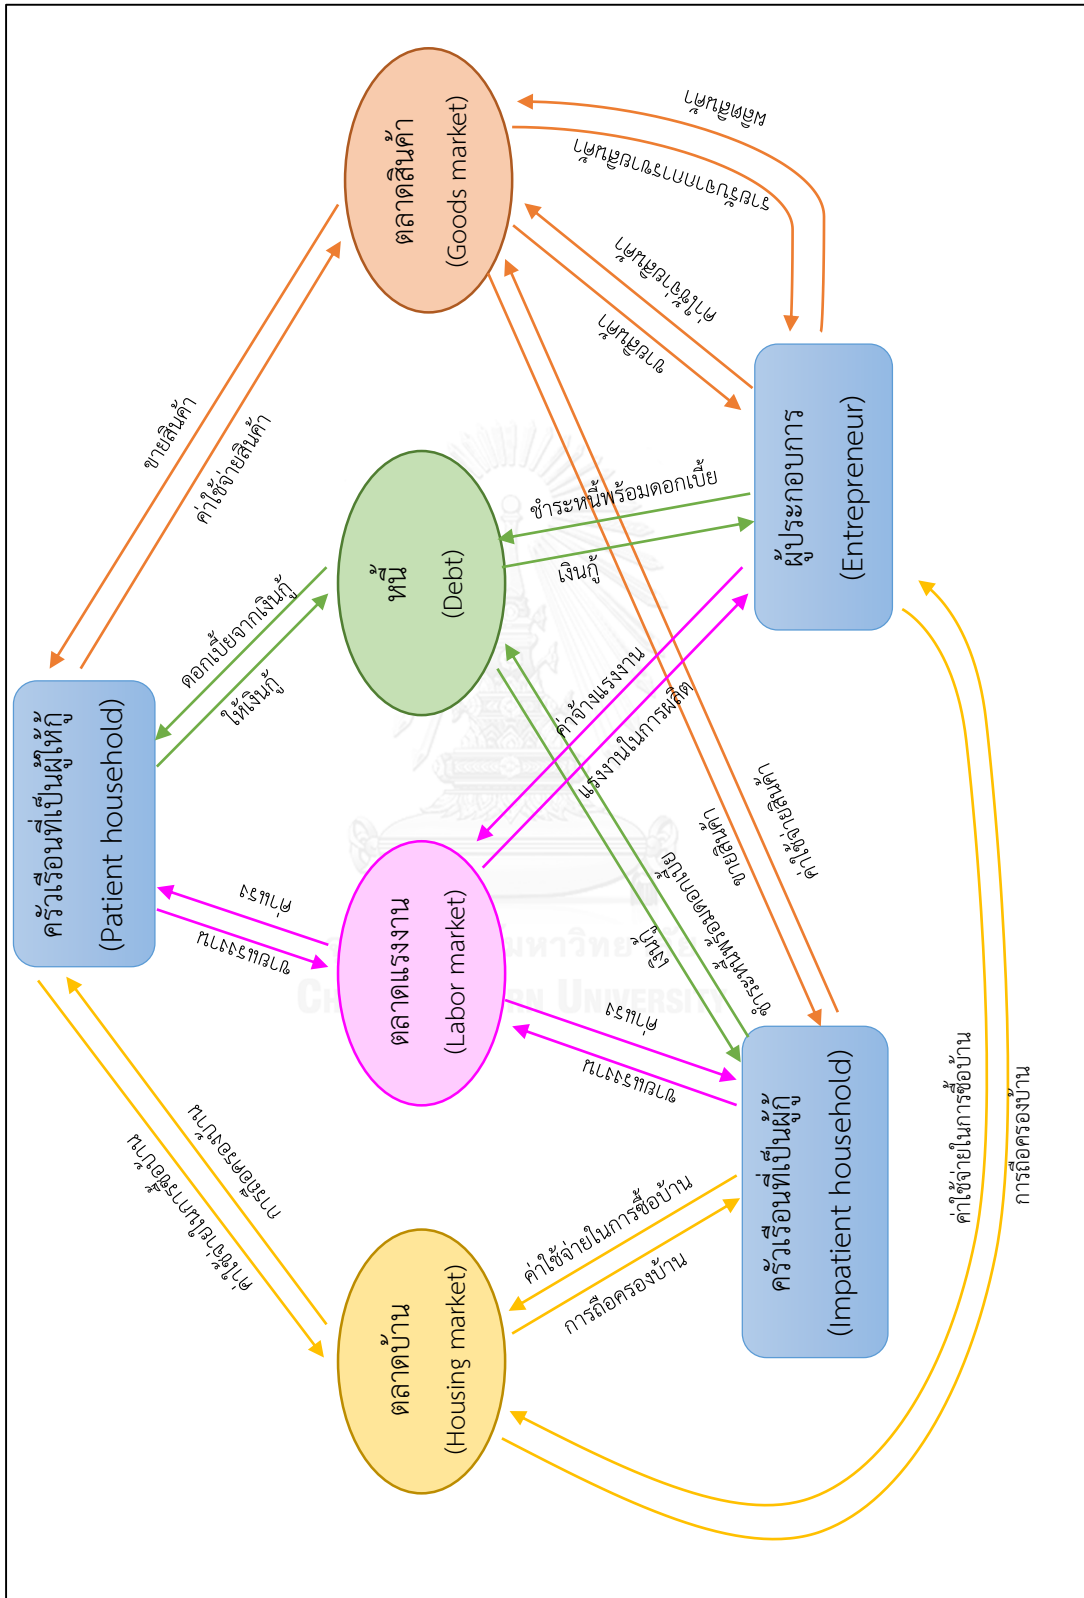 ครัวเรือนที่เป็นผู้ให้กู้
(Patient household)
ค่าใช้จ่ายในการซื้อบ้าน
การถือครองบ้าน
ขายแรงงาน
ค่าแรง
ให้เงินกู้
ดอกเบี้ยจากเงินกู้
ค่าใช้จ่ายสินค้า
ขายสินค้า
ตลาดบ้าน
(Housing market)
ตลาดแรงงาน
(Labor market)
หนี้
(Debt)
ตลาดสินค้า
(Goods market)
ค่าใช้จ่ายในการซื้อบ้าน
การถือครองบ้าน
ขายแรงงาน
ค่าแรง
เงินกู้
ชำระหนี้พร้อมดอกเบี้ย
ขายสินค้า
ค่าใช้จ่ายสินค้า
ค่าจ้างแรงงาน
แรงงานในการผลิต
เงินกู้
ชำระหนี้พร้อมดอกเบี้ย
ขายสินค้า
ค่าใช้จ่ายสินค้า
รายรับจากการขายสินค้า
ผลิตสินค้า
ครัวเรือนที่เป็นผู้กู้
(Impatient household)
ผู้ประกอบการ
(Entrepreneur)
ค่าใช้จ่ายในการซื้อบ้าน
การถือครองบ้าน
UNIVERSITY